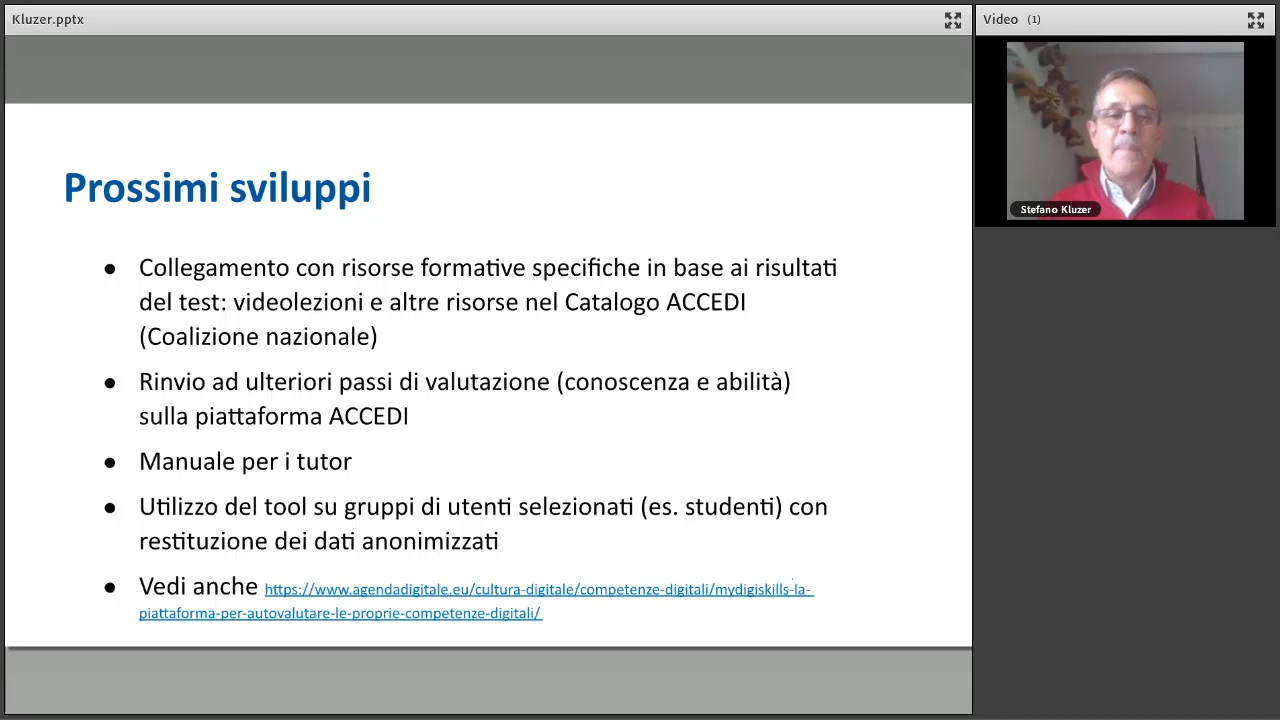 Kluzer.pptx
Video (1)
Stefano Kluzer
Prossimi sviluppi
● Collegamento con risorse formative specifiche in base ai risultati
del test: videolezioni e altre risorse nel Catalogo ACCEDI
(Coalizione nazionale)
● Rinvio ad ulteriori passi di valutazione (conoscenza e abilità)
sulla piattaforma ACCEDI
● Manuale per i tutor
● Utilizzo del tool su gruppi di utenti selezionati (es. studenti) con
restituzione dei dati anonimizzati
● Vedi anche https://www.agendadigitale.eu/cultura-digitale/competenze-digitali/mydigiskills-la-
piattaforma-per-autovalutare-le-proprie-competenze-digitali/